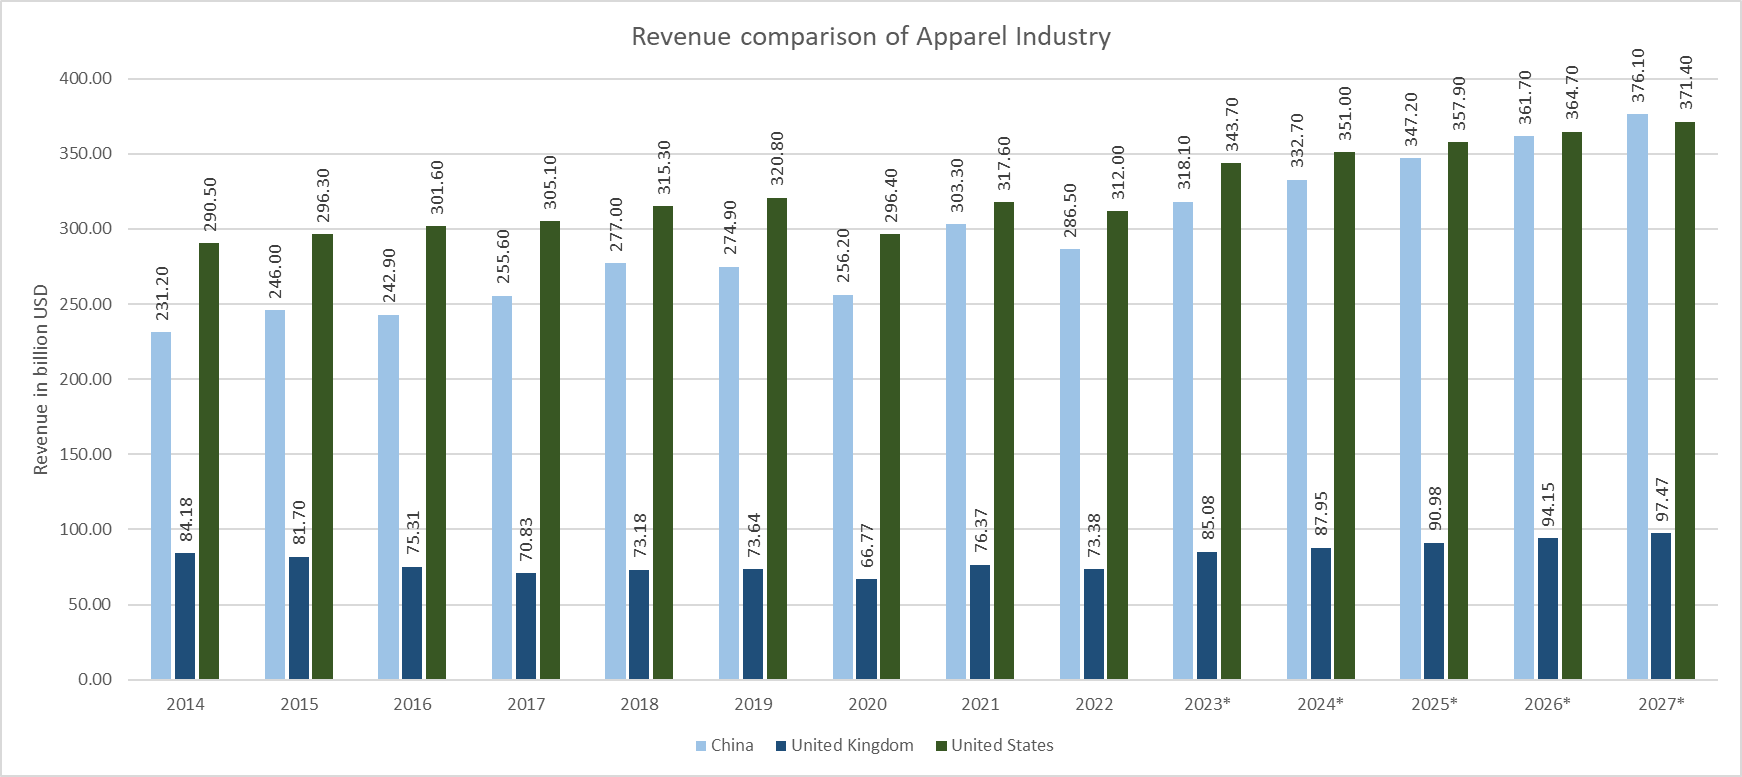 Revenue comparison of Apparel Industry
Revenue in billion USD
400.00
350.00
300.00
250.00
200.00
150.00
100.00
50.00
0.00
231.20 84.18 290.50
246.00 81.70 296.30
242.90 75.31 301.60
255.60 70.83 305.10
277.00 73.18 315.30
274.90 73.64 320.80
256.20 66.77 296.40
303.30 76.37 317.60
286.50 73.38 312.00
318.10 85.08 343.70
332.70 87.95 351.00
347.20 90.98 357.90
361.70 94.15 364.70
376.10 97.47 371.40
2014 2015 2016 2017 2018 2019 2020 2021 2022 2023* 2024* 2025* 2026* 2027*
China United Kingdom United States